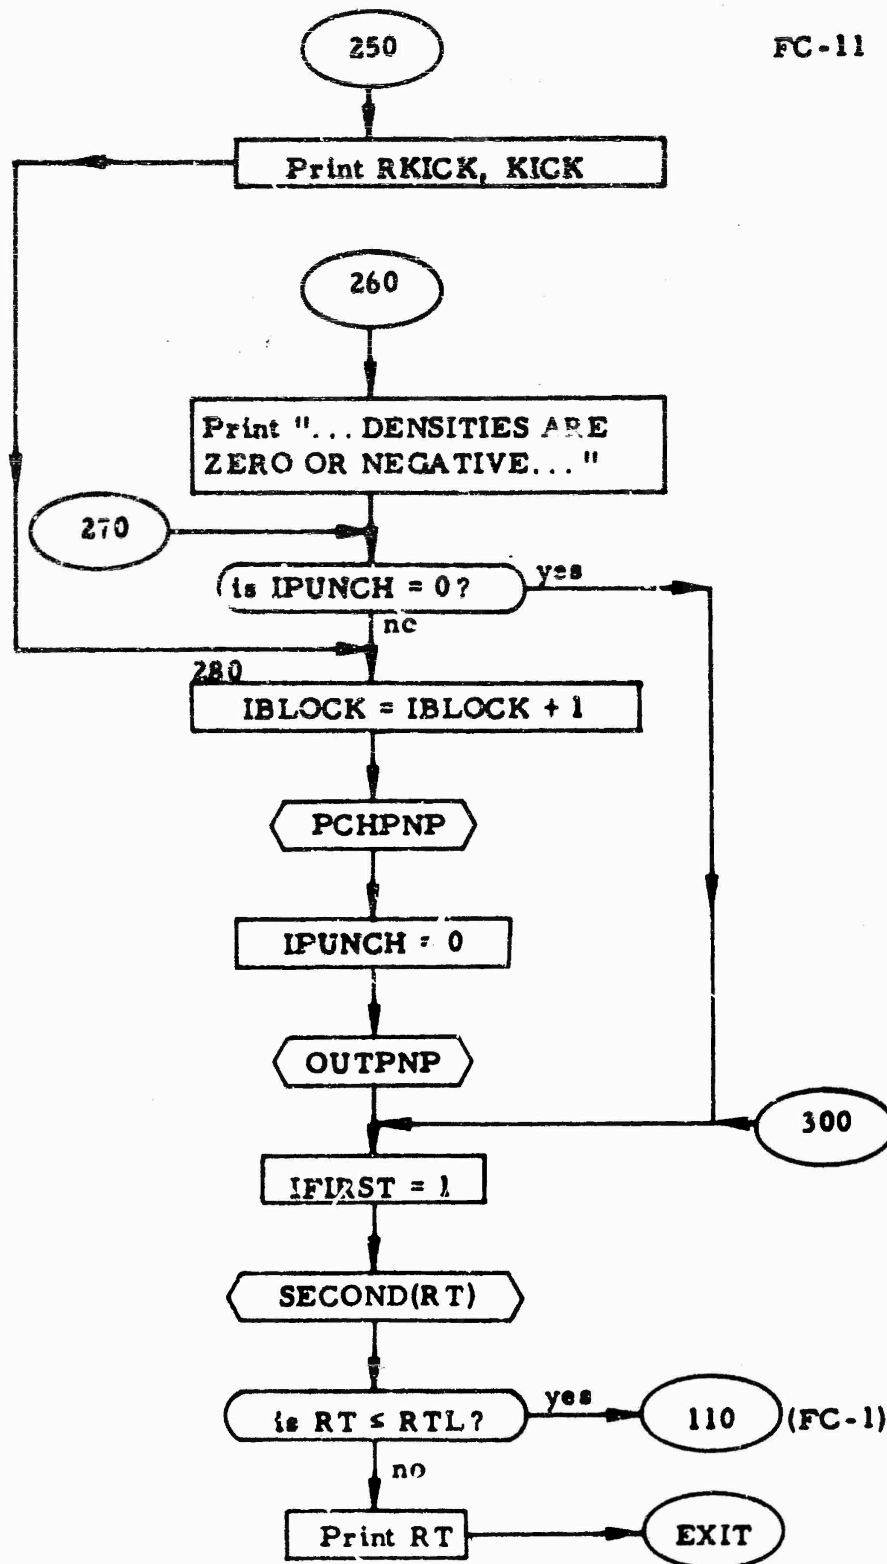 FC-11
250
Print RKICK, KICK
260
Print "... DENSITIES ARE
ZERO OR NEGATIVE... "
270
is IPUNCH = 0?
yes
no
280
IBLOCK = IBLOCK + 1
PCHPNP
IPUNCH = 0
OUTPNP
300
IFIRST = 1
SECOND(RT)
is RT ≤ RTL?
yes
110
(FC-1)
no
Print RT
EXIT